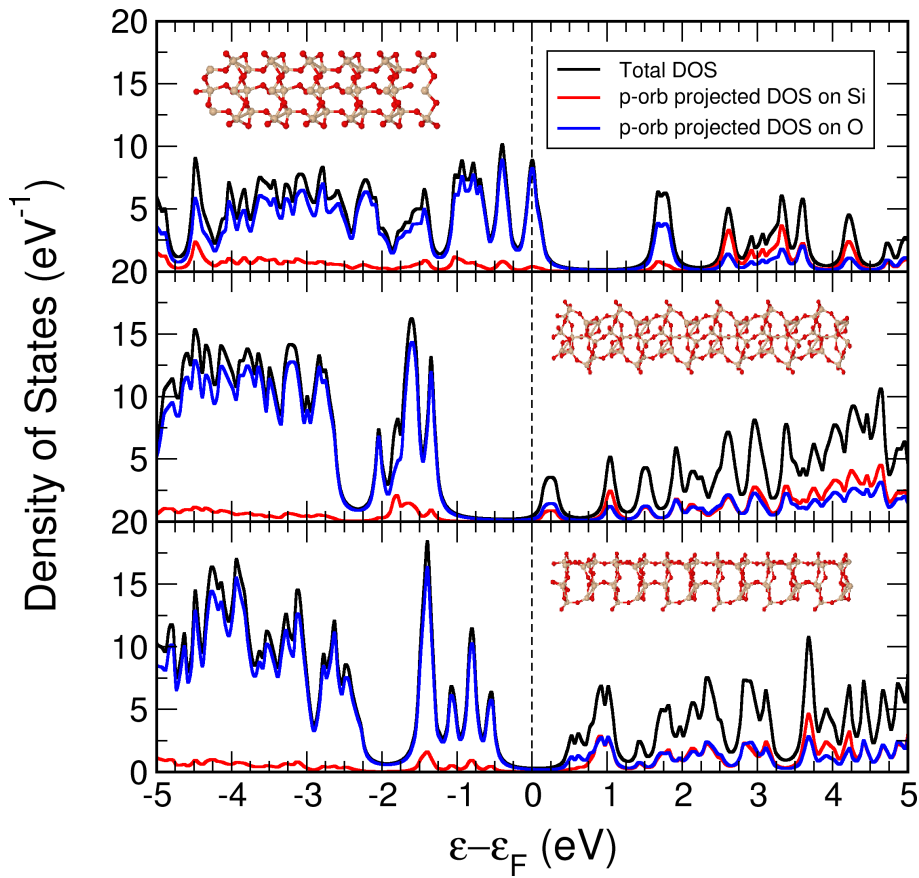 20
15
10
5
Total DOS
p-orb projected DOS on Si
p-orb projected DOS on O
20
15
10
5
20
15
10
5
0
-5 -4 -3 -2 -1 0 1 2 3 4 5
Density of States (eV⁻¹)
ε–ε_F (eV)